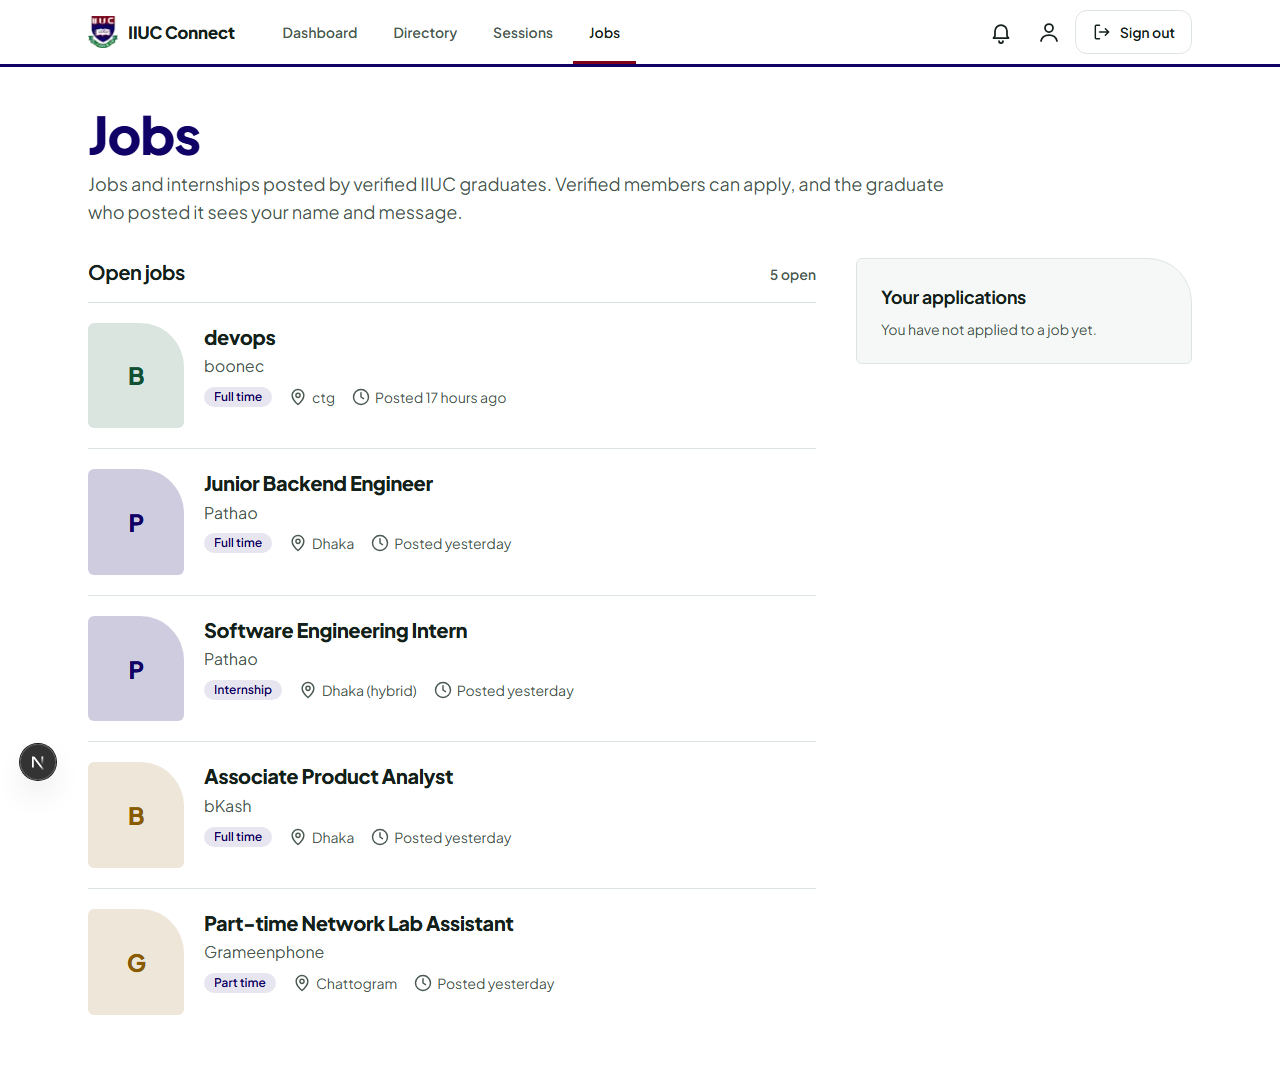 IIUC
IIUC Connect
Dashboard
Directory
Sessions
Jobs
Sign out
Jobs
Jobs and internships posted by verified IIUC graduates. Verified members can apply, and the graduate
who posted it sees your name and message.
Open jobs
5 open
B
devops
boonec
Full time
ctg
Posted 17 hours ago
P
Junior Backend Engineer
Pathao
Full time
Dhaka
Posted yesterday
P
Software Engineering Intern
Pathao
Internship
Dhaka (hybrid)
Posted yesterday
B
Associate Product Analyst
bKash
Full time
Dhaka
Posted yesterday
G
Part-time Network Lab Assistant
Grameenphone
Part time
Chattogram
Posted yesterday
Your applications
You have not applied to a job yet.
N